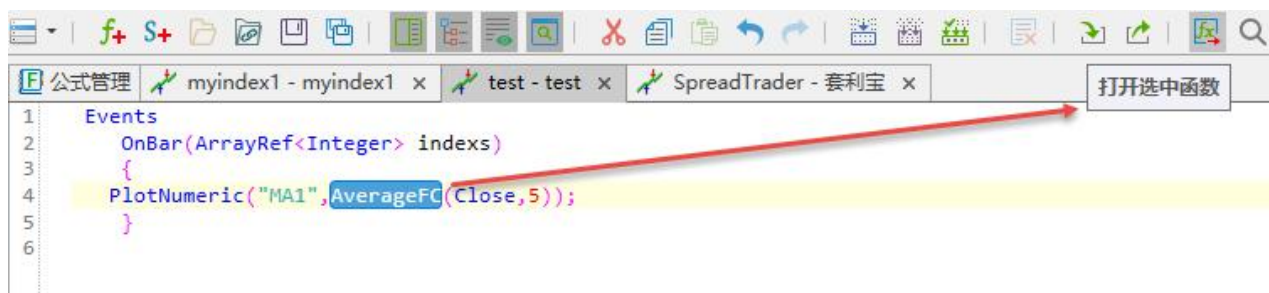 f+ S+
公式管理 myindex1 - myindex1 × test - test × SpreadTrader - 套利宝 ×
打开选中函数
1 Events
2 OnBar(ArrayRef<Integer> indexs)
3 {
4 PlotNumeric("MA1",AverageFC(Close,5));
5 }
6